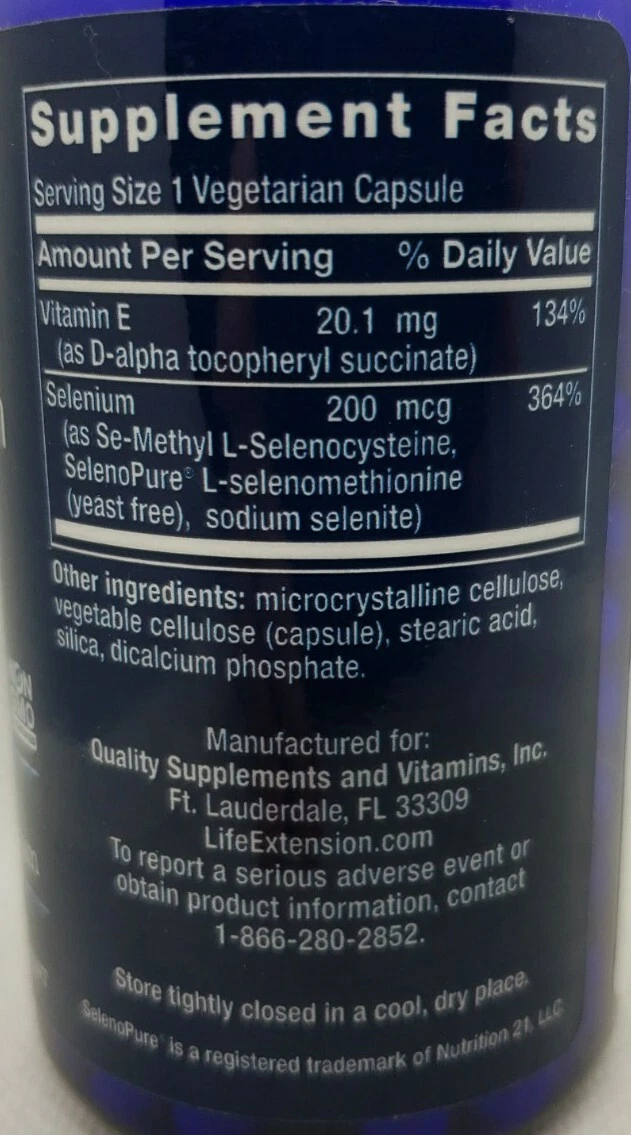 Supplement Facts
Serving Size 1 Vegetarian Capsule
Amount Per Serving % Daily Value
Vitamin E 20.1 mg 134%
(as D-alpha tocopheryl succinate)
Selenium 200 mcg 364%
(as Se-Methyl L-Selenocysteine,
SelenoPure® L-selenomethionine
(yeast free), sodium selenite)
Other ingredients: microcrystalline cellulose,
vegetable cellulose (capsule), stearic acid,
silica, dicalcium phosphate.
Manufactured for:
Quality Supplements and Vitamins, Inc.
Ft. Lauderdale, FL 33309
LifeExtension.com
To report a serious adverse event or
obtain product information, contact
1-866-280-2852.
Store tightly closed in a cool, dry place.
SelenoPure® is a registered trademark of Nutrition 21, LLC.